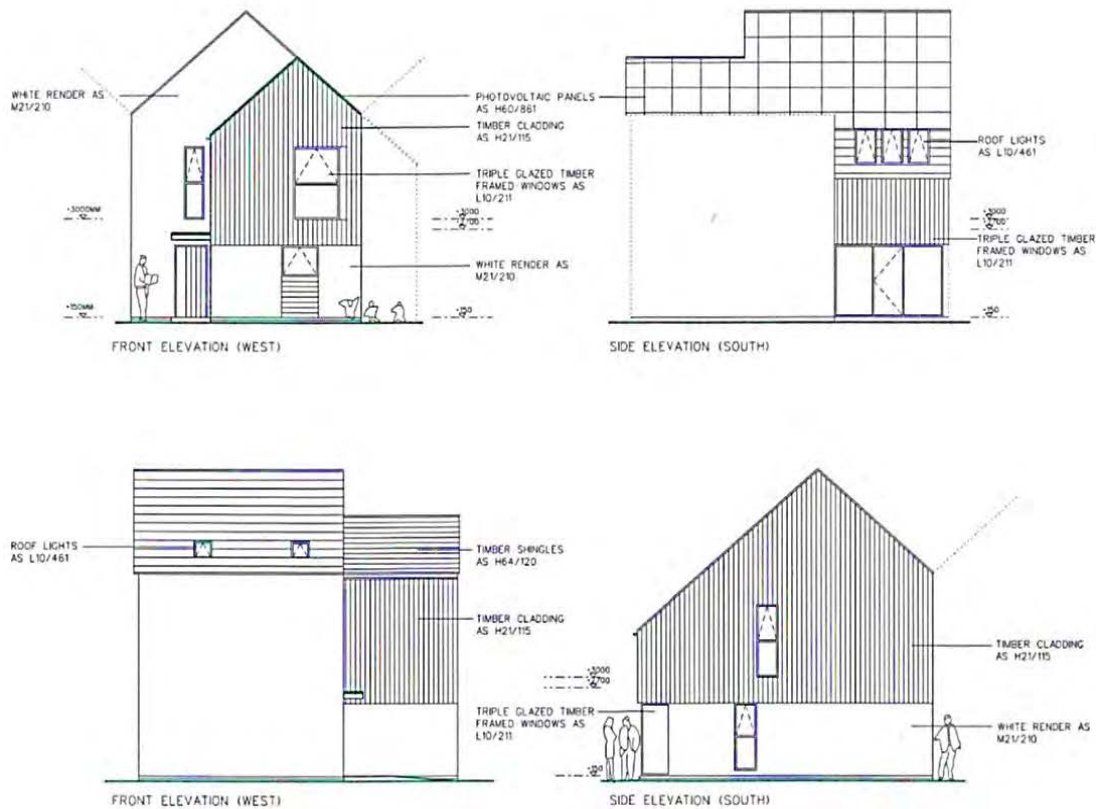 WHITE RENDER AS
M21/210
PHOTOVOLTAIC PANELS
AS H60/861
TIMBER CLADDING
AS H21/115
TRIPLE GLAZED TIMBER
FRAMED WINDOWS AS
L10/211
WHITE RENDER AS
M21/210
+3000MM
+150MM
FRONT ELEVATION (WEST)
ROOF LIGHTS
AS L10/461
TRIPLE GLAZED TIMBER
FRAMED WINDOWS AS
L10/211
SIDE ELEVATION (SOUTH)
ROOF LIGHTS
AS L10/461
TIMBER SHINGLES
AS H64/120
TIMBER CLADDING
AS H21/115
FRONT ELEVATION (WEST)
TRIPLE GLAZED TIMBER
FRAMED WINDOWS AS
L10/211
TIMBER CLADDING
AS H21/115
WHITE RENDER AS
M21/210
SIDE ELEVATION (SOUTH)